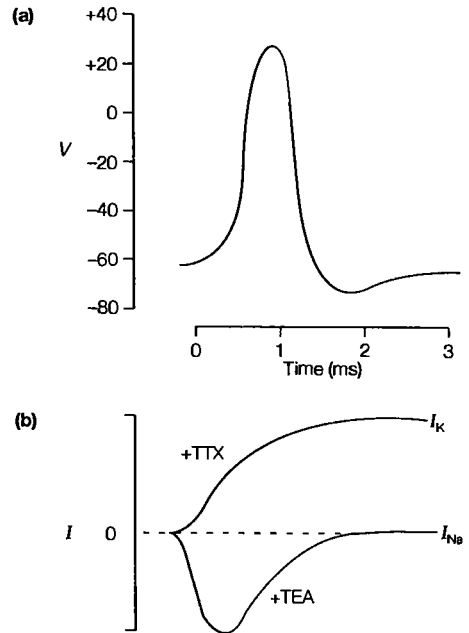 (a)
+40
+20
0
V
−20
−40
−60
−80
0 1 2 3
Time (ms)
(b)
I_K
+TTX
I 0
I_Na
+TEA